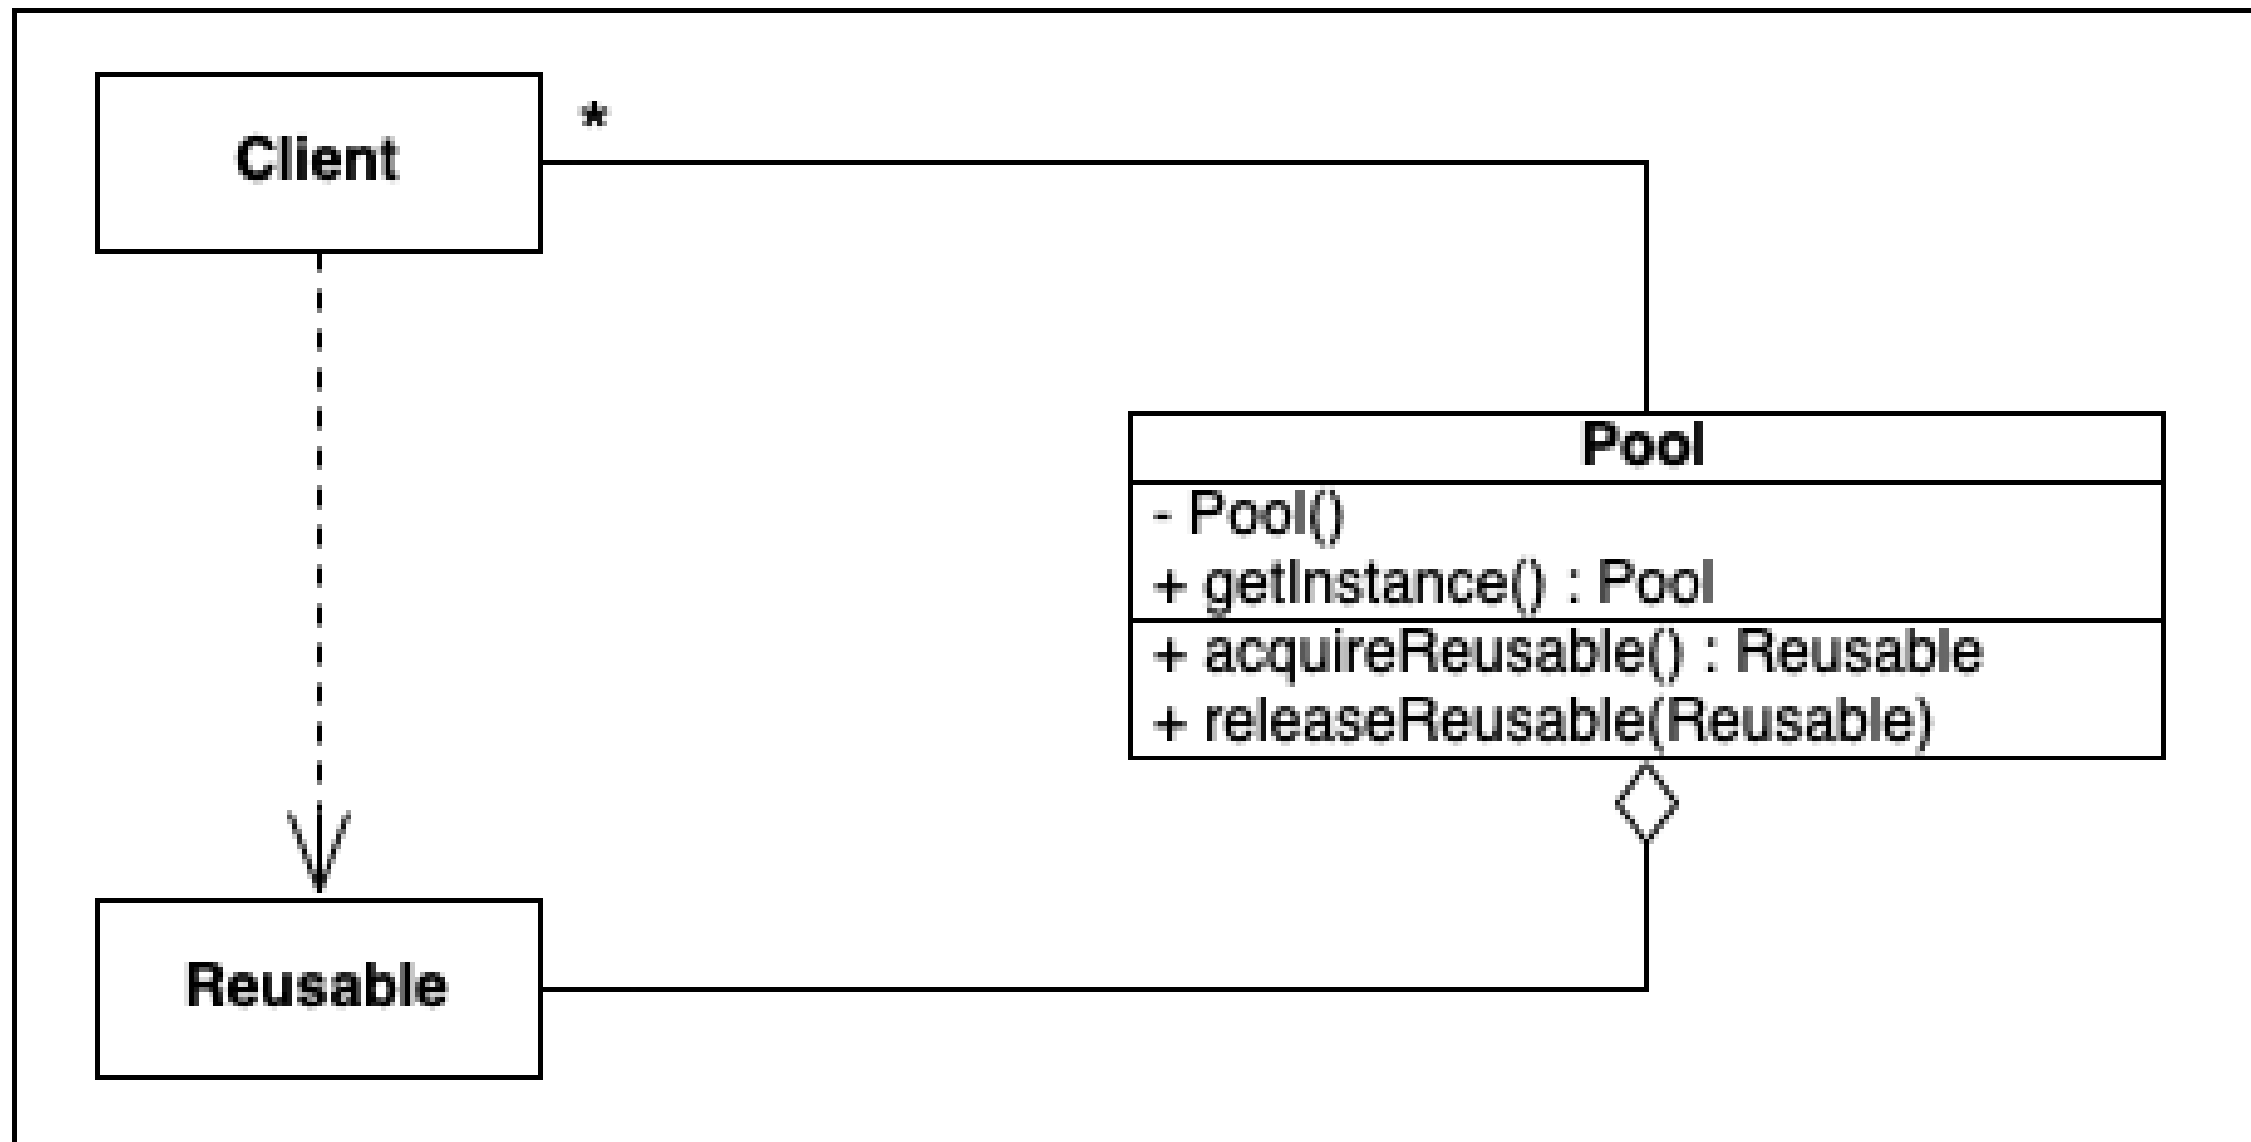 Client
*
Pool
- Pool()
+ getInstance() : Pool
+ acquireReusable() : Reusable
+ releaseReusable(Reusable)
Reusable